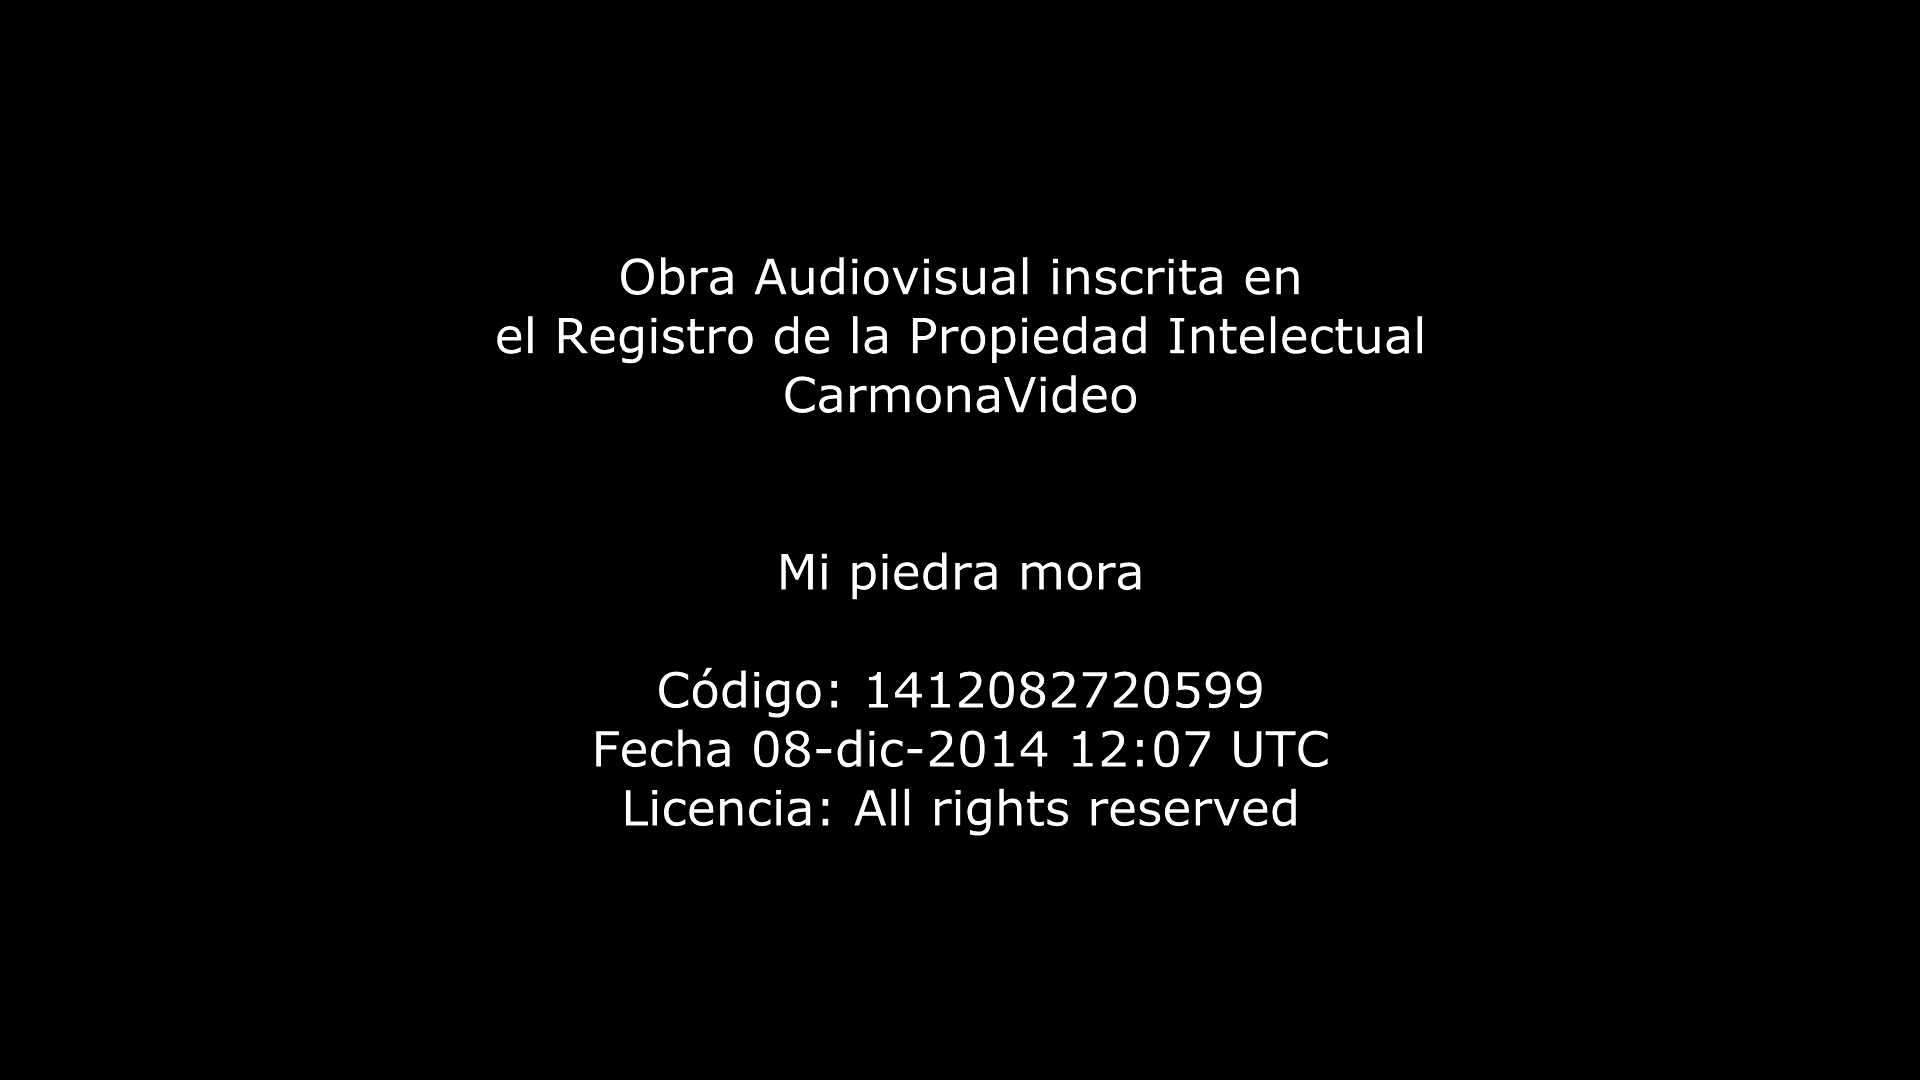 Obra Audiovisual inscrita en
el Registro de la Propiedad Intelectual
CarmonaVideo
Mi piedra mora
Código: 1412082720599
Fecha 08-dic-2014 12:07 UTC
Licencia: All rights reserved